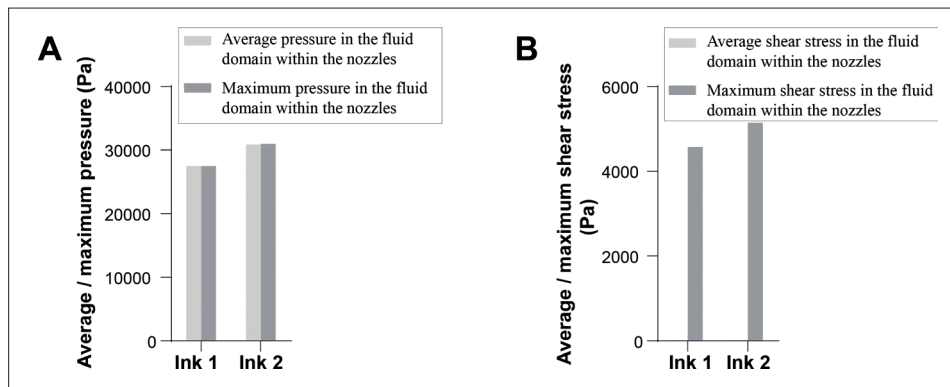 A
Average pressure in the fluid
domain within the nozzles
Maximum pressure in the fluid
domain within the nozzles
Average / maximum pressure (Pa)
40000
30000
20000
10000
0
Ink 1 Ink 2
B
Average shear stress in the fluid
domain within the nozzles
Maximum shear stress in the fluid
domain within the nozzles
Average / maximum shear stress
(Pa)
6000
4000
2000
0
Ink 1 Ink 2